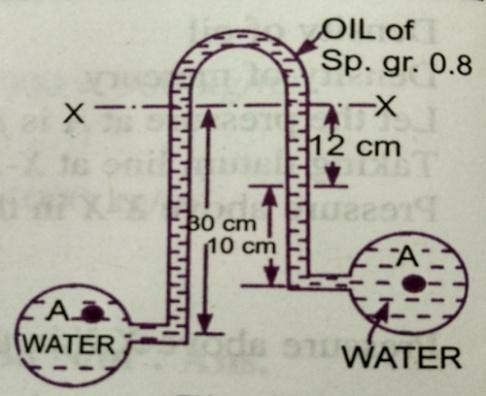 OIL of
Sp. gr. 0.8
X X
12 cm
30 cm
10 cm
A
A
WATER
WATER